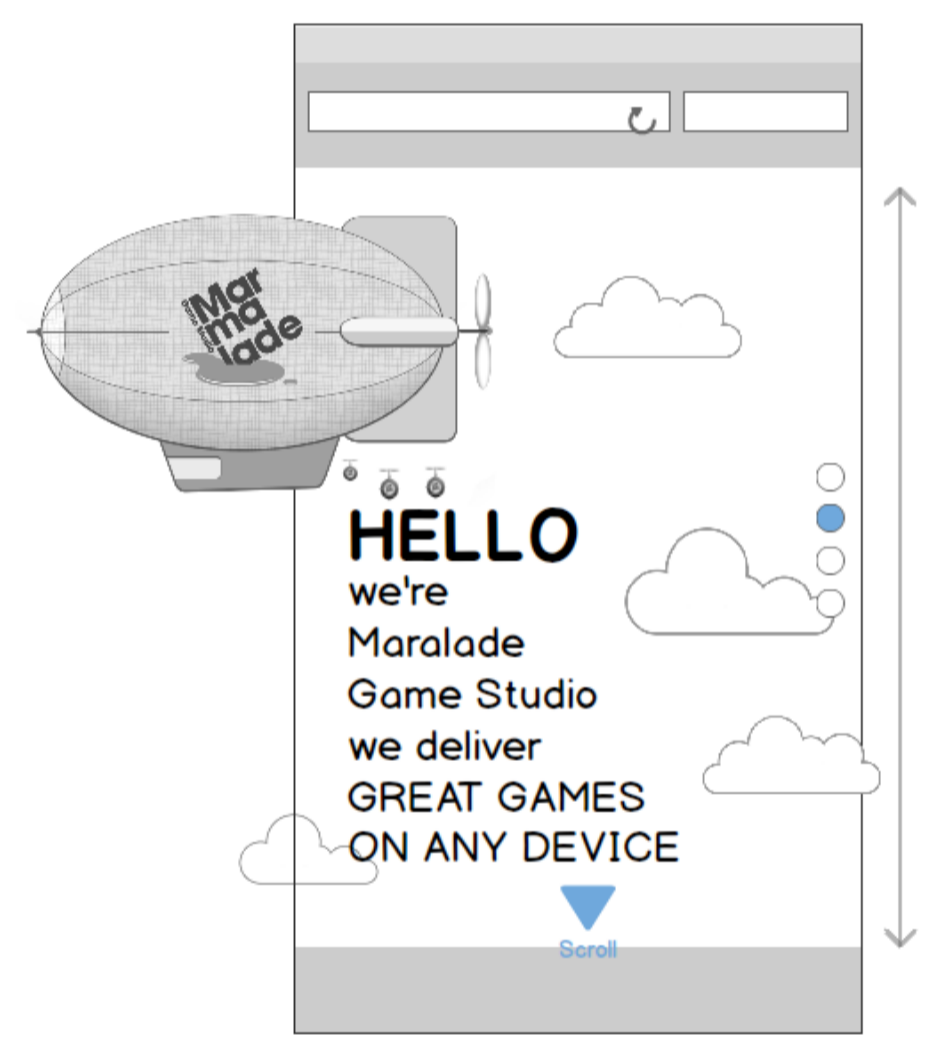 Mar
ma
lade
HELLO
we're
Maralade
Game Studio
we deliver
GREAT GAMES
ON ANY DEVICE
Scroll